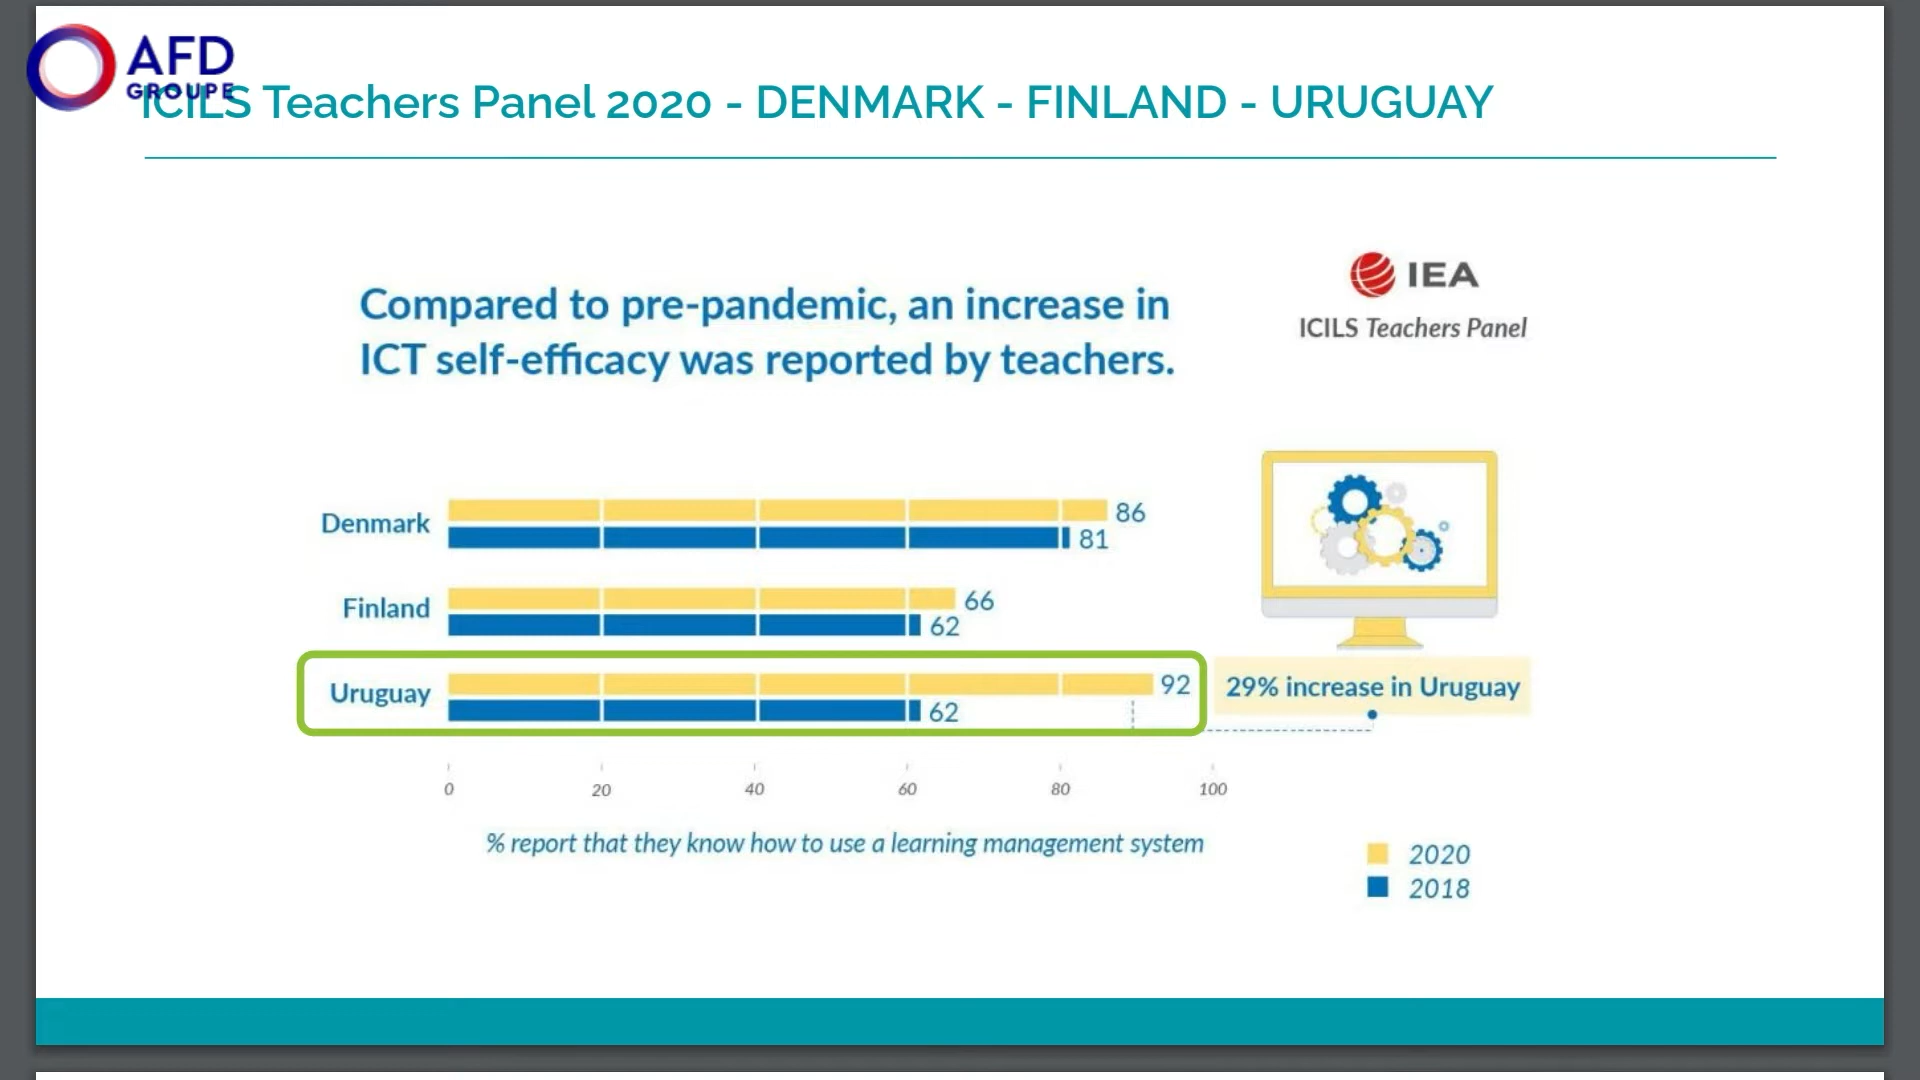 AFD
GROUPE
ICILS Teachers Panel 2020 - DENMARK - FINLAND - URUGUAY
IEA
ICILS Teachers Panel
Compared to pre-pandemic, an increase in
ICT self-efficacy was reported by teachers.
Denmark
86
81
Finland
66
62
Uruguay
92
62
29% increase in Uruguay
0 20 40 60 80 100
% report that they know how to use a learning management system
2020
2018